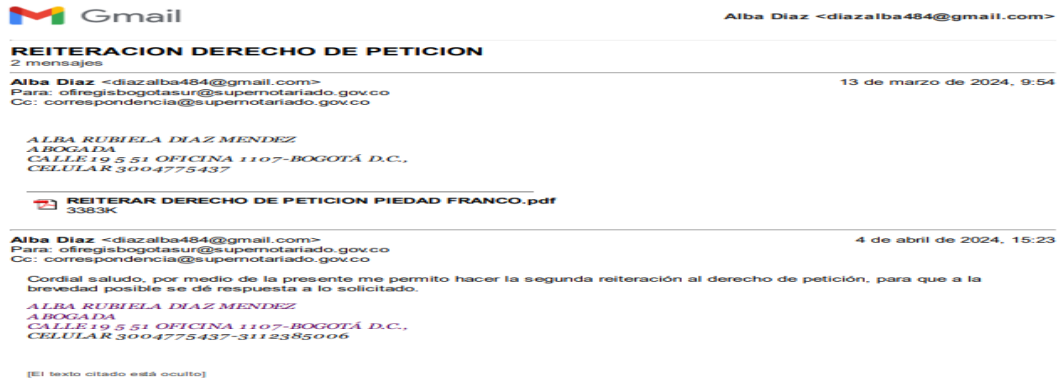 Gmail
Alba Diaz <diazalba484@gmail.com>
REITERACION DERECHO DE PETICION
2 mensajes
Alba Diaz <diazalba484@gmail.com>
13 de marzo de 2024, 9:54
Para: ofiregisbogotasur@supernotariado.gov.co
Cc: correspondencia@supernotariado.gov.co
ALBA RUBIELA DIAZ MENDEZ
ABOGADA
CALLE 19 5 51 OFICINA 1107-BOGOTÁ D.C.,
CELULAR 3004775437
REITERAR DERECHO DE PETICION PIEDAD FRANCO.pdf
3383K
Alba Diaz <diazalba484@gmail.com>
4 de abril de 2024, 15:23
Para: ofiregisbogotasur@supernotariado.gov.co
Cc: correspondencia@supernotariado.gov.co
Cordial saludo, por medio de la presente me permito hacer la segunda reiteración al derecho de petición, para que a la
brevedad posible se dé respuesta a lo solicitado.
ALBA RUBIELA DIAZ MENDEZ
ABOGADA
CALLE 19 5 51 OFICINA 1107-BOGOTÁ D.C.,
CELULAR 3004775437-3112385006
[El texto citado está oculto]